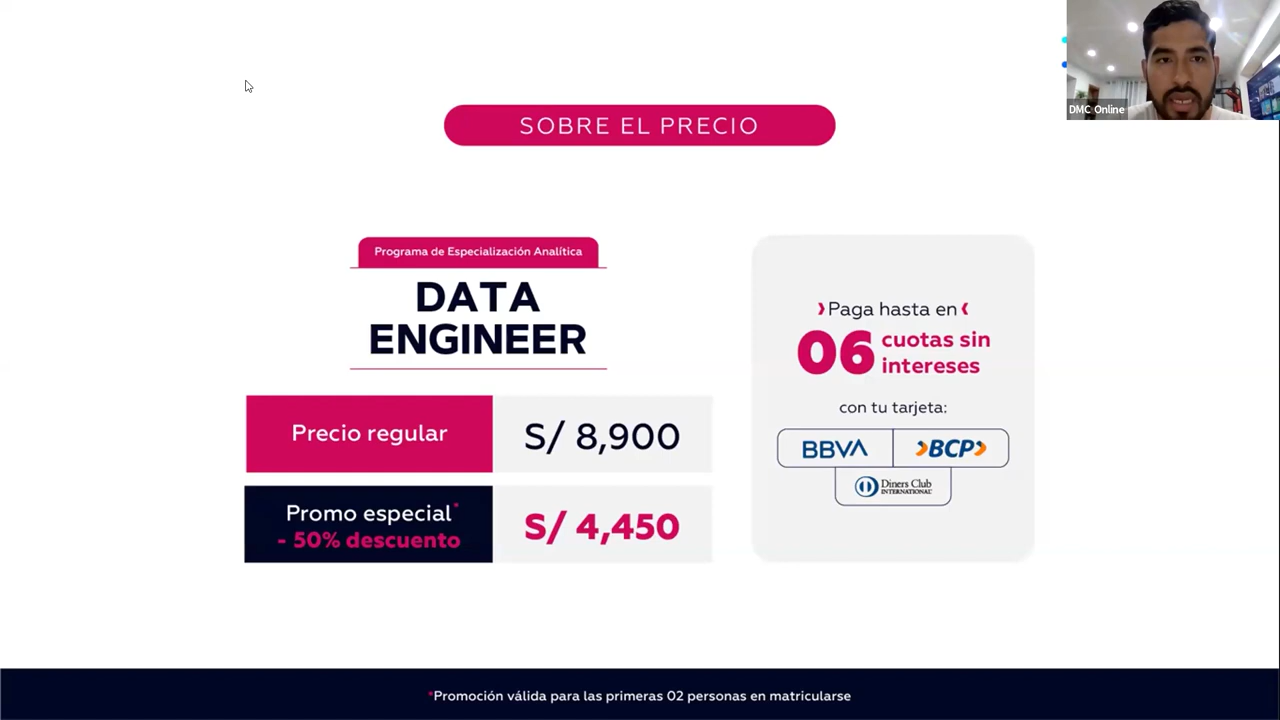 DMC Online
SOBRE EL PRECIO
Programa de Especialización Analítica
DATA
ENGINEER
Precio regular
S/ 8,900
Promo especial*
- 50% descuento
S/ 4,450
Paga hasta en
06 cuotas sin
intereses
con tu tarjeta:
BBVA
BCP
Diners Club
INTERNATIONAL
*Promoción válida para las primeras 02 personas en matricularse